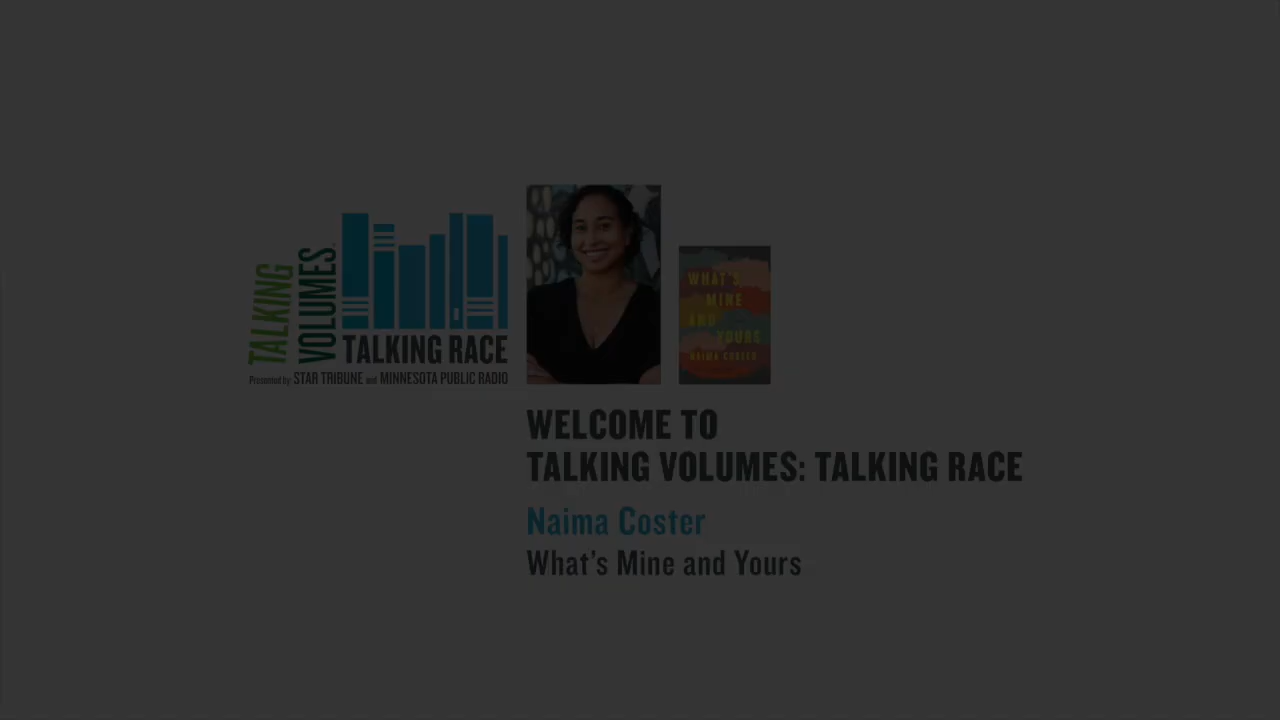 TALKING
VOLUMES
TALKING RACE
Presented by STAR TRIBUNE and MINNESOTA PUBLIC RADIO
WHAT'S
MINE
AND
YOURS
NAIMA COSTER
WELCOME TO
TALKING VOLUMES: TALKING RACE
Naima Coster
What's Mine and Yours